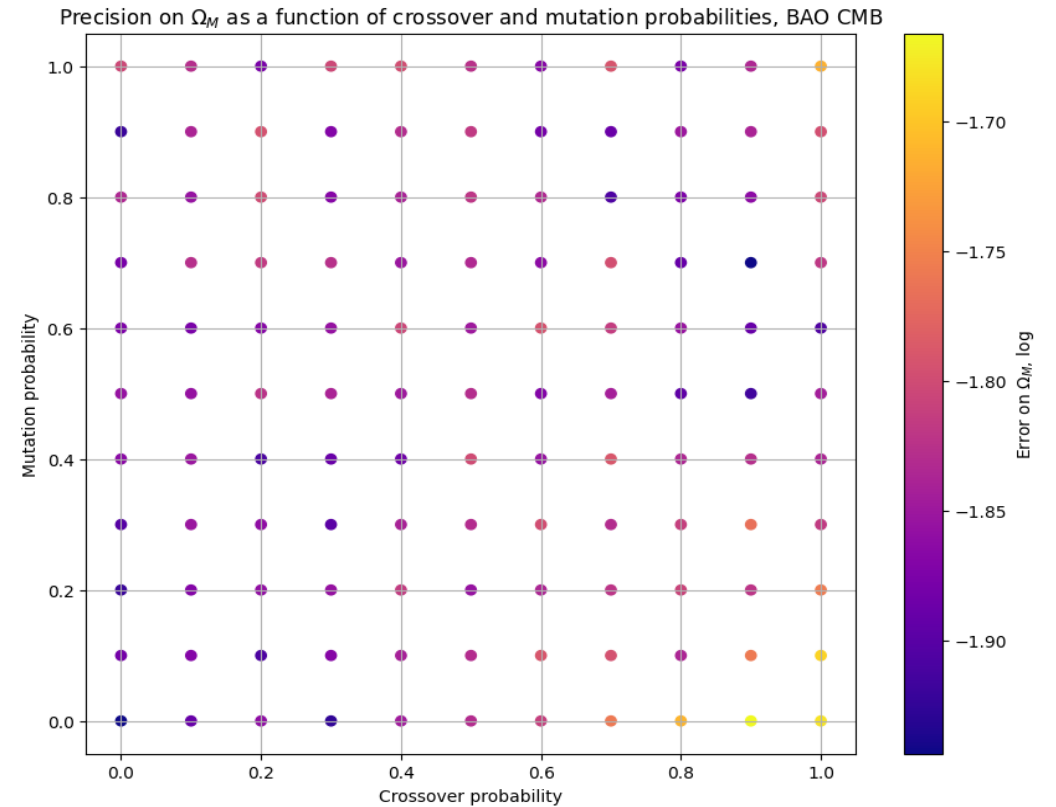 Precision on Ω_M as a function of crossover and mutation probabilities, BAO CMB
1.0
0.8
0.6
0.4
0.2
0.0
Mutation probability
0.0 0.2 0.4 0.6 0.8 1.0
Crossover probability
−1.70
−1.75
−1.80
−1.85
−1.90
Error on Ω_M, log